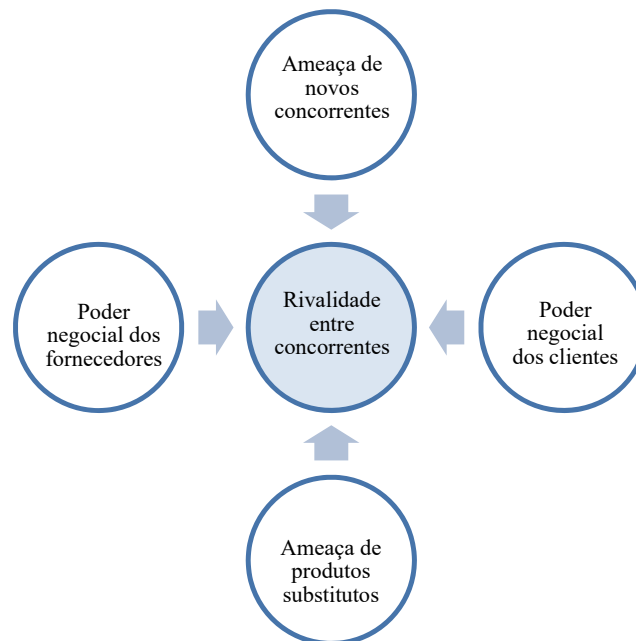 Ameaça de
novos
concorrentes
Poder
negocial dos
fornecedores
Rivalidade
entre
concorrentes
Poder
negocial
dos clientes
Ameaça de
produtos
substitutos